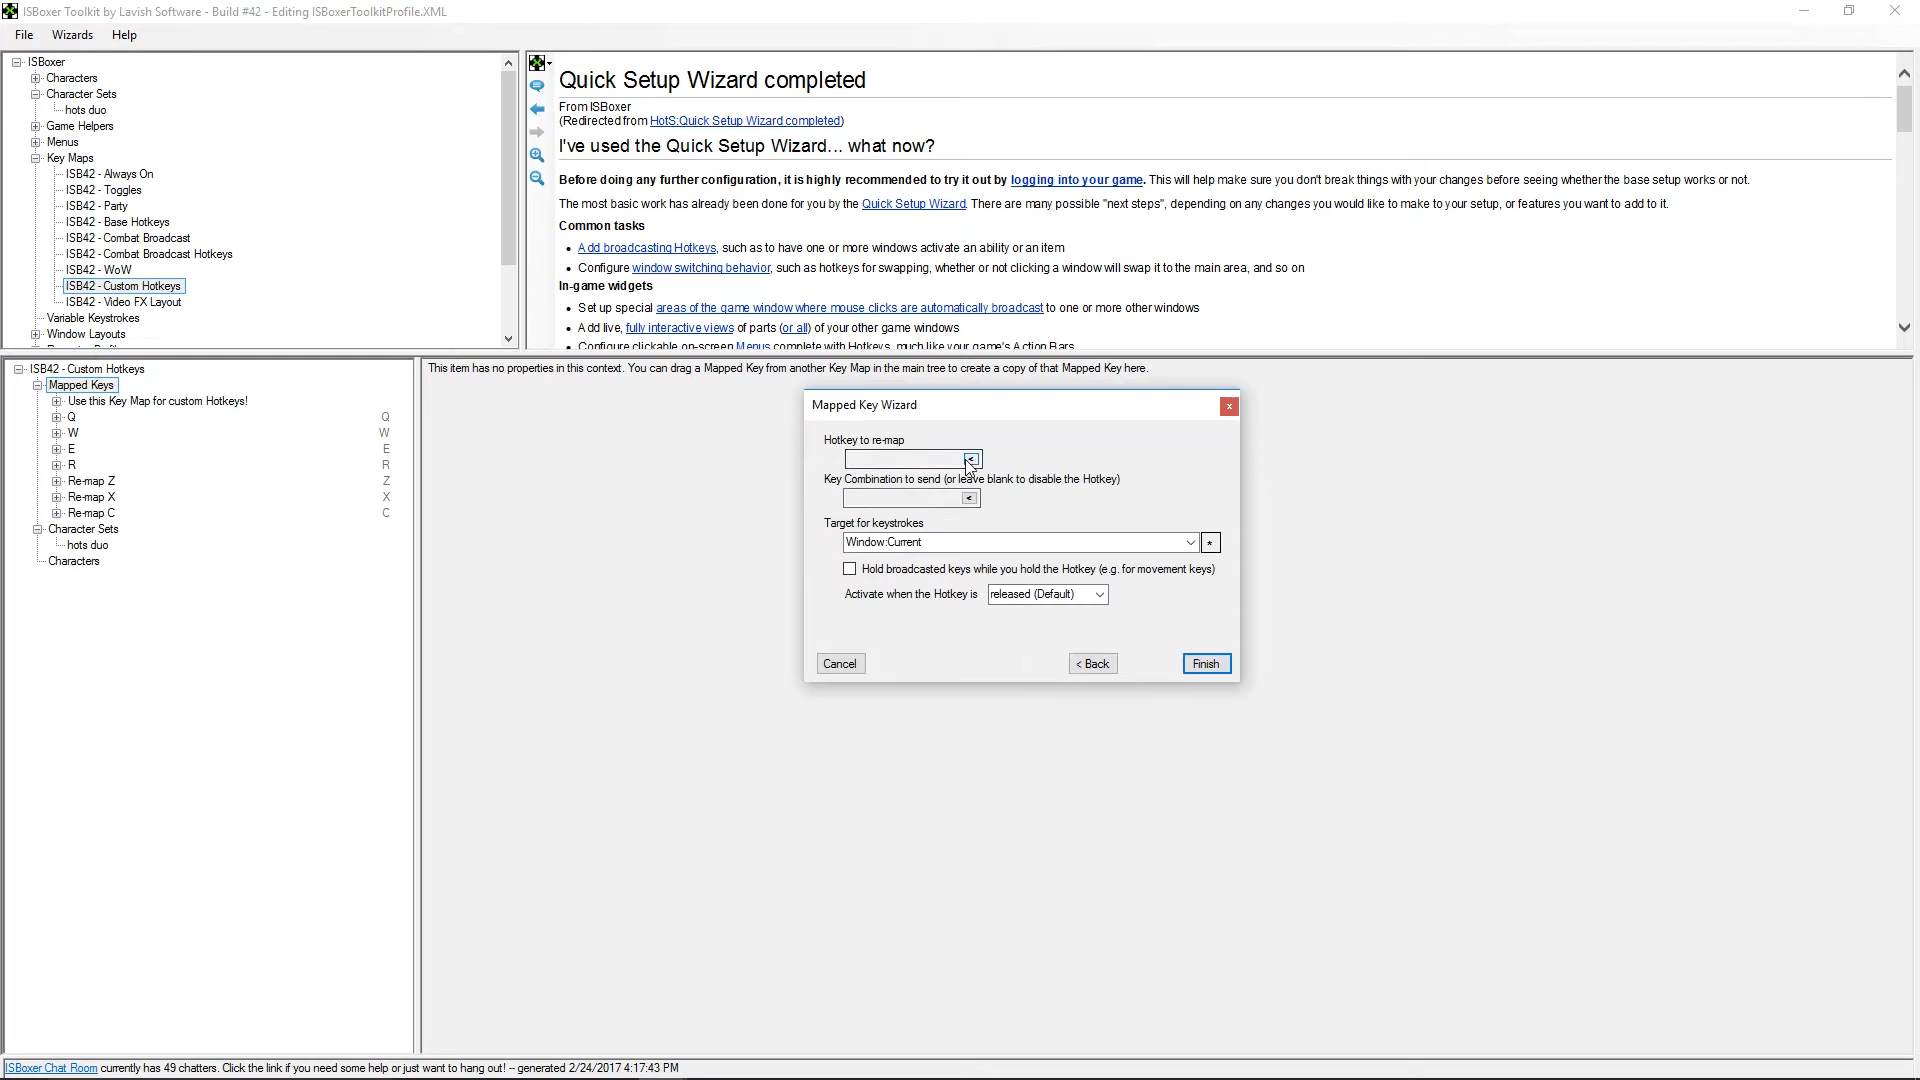 ISBoxer Toolkit by Lavish Software - Build #42 - Editing ISBoxerToolkitProfile.XML
File Wizards Help
ISBoxer
Characters
Character Sets
hots duo
Game Helpers
Menus
Key Maps
ISB42 - Always On
ISB42 - Toggles
ISB42 - Party
ISB42 - Base Hotkeys
ISB42 - Combat Broadcast
ISB42 - Combat Broadcast Hotkeys
ISB42 - WoW
ISB42 - Custom Hotkeys
ISB42 - Video FX Layout
Variable Keystrokes
Window Layouts
Quick Setup Wizard completed
From ISBoxer
(Redirected from HotS:Quick Setup Wizard completed)
I've used the Quick Setup Wizard... what now?
Before doing any further configuration, it is highly recommended to try it out by logging into your game. This will help make sure you don't break things with your changes before seeing whether the base setup works or not.
The most basic work has already been done for you by the Quick Setup Wizard. There are many possible "next steps", depending on any changes you would like to make to your setup, or features you want to add to it.
Common tasks
• Add broadcasting Hotkeys, such as to have one or more windows activate an ability or an item
• Configure window switching behavior, such as hotkeys for swapping, whether or not clicking a window will swap it to the main area, and so on
In-game widgets
• Set up special areas of the game window where mouse clicks are automatically broadcast to one or more other windows
• Add live, fully interactive views of parts (or all) of your other game windows
• Configure clickable on-screen Menus complete with Hotkeys, much like your game's Action Bars
ISB42 - Custom Hotkeys
Mapped Keys
Use this Key Map for custom Hotkeys!
Q Q
W W
E E
R R
Re-map Z Z
Re-map X X
Re-map C C
Character Sets
hots duo
Characters
This item has no properties in this context. You can drag a Mapped Key from another Key Map in the main tree to create a copy of that Mapped Key here.
Mapped Key Wizard
x
Hotkey to re-map
<
Key Combination to send (or leave blank to disable the Hotkey)
<
Target for keystrokes
Window:Current
*
Hold broadcasted keys while you hold the Hotkey (e.g. for movement keys)
Activate when the Hotkey is released (Default)
Cancel < Back Finish
ISBoxer Chat Room currently has 49 chatters. Click the link if you need some help or just want to hang out! -- generated 2/24/2017 4:17:43 PM